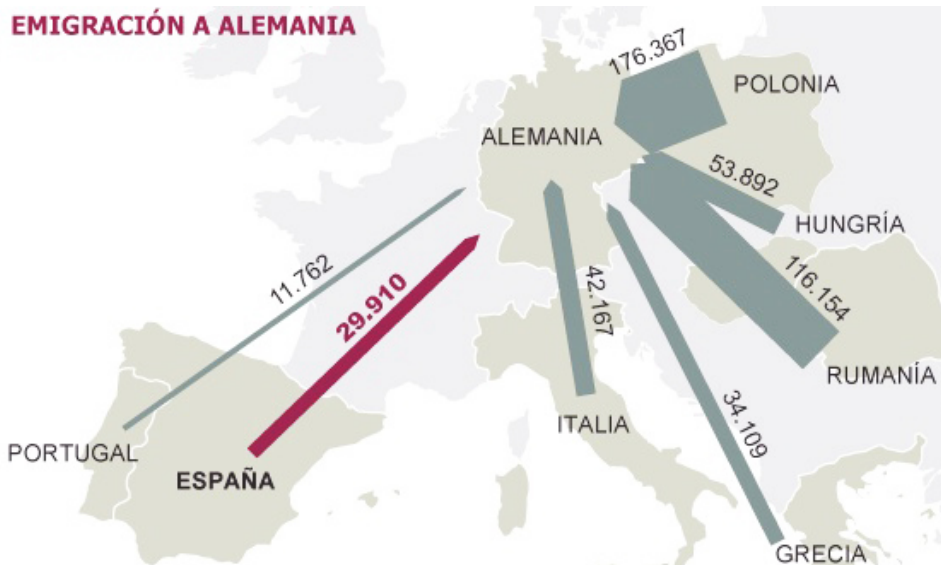 EMIGRACIÓN A ALEMANIA
176.367
POLONIA
ALEMANIA
53.892
HUNGRÍA
11.762
29.910
42.167
116.154
RUMANÍA
34.109
ITALIA
PORTUGAL
ESPAÑA
GRECIA